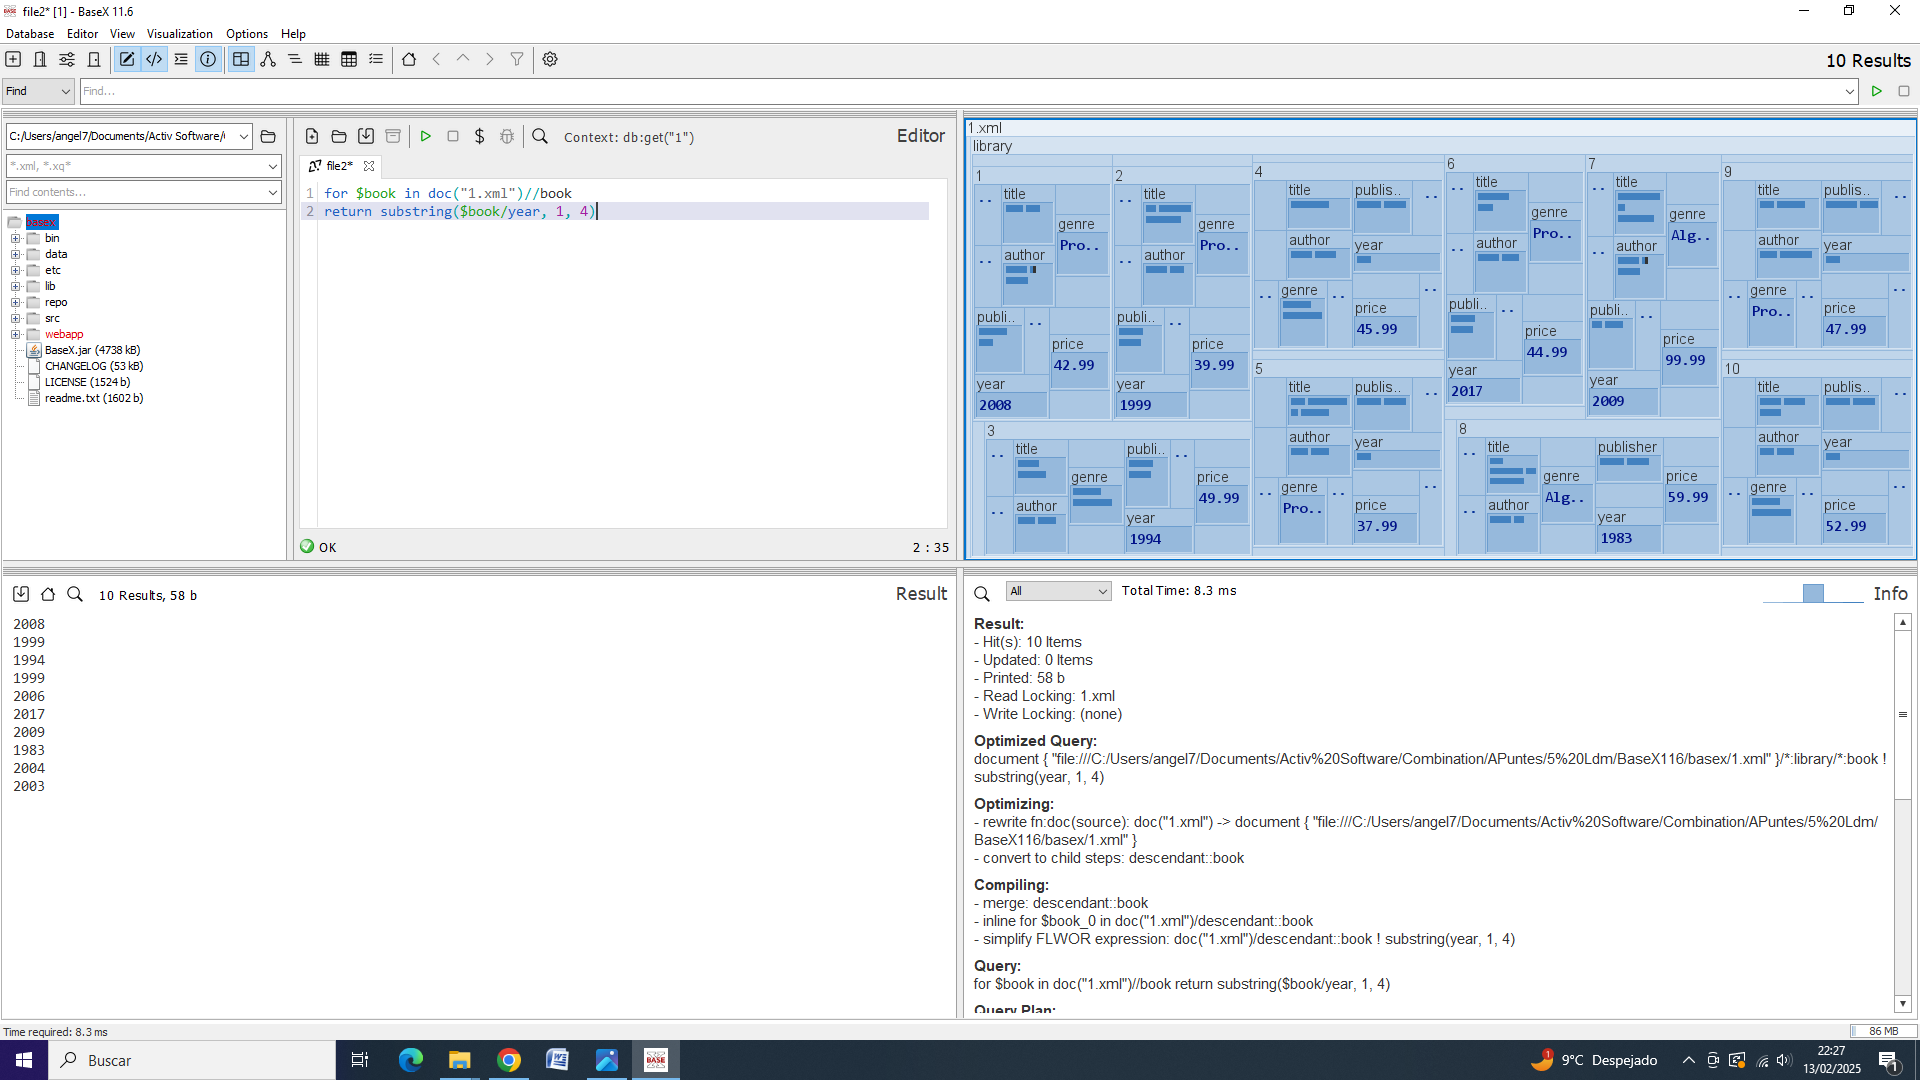 file2* [1] - BaseX 11.6
Database Editor View Visualization Options Help
10 Results
Find Find...
C:/Users/angel7/Documents/Activ Software/
*.xml, *.xq*
Find contents...
basex
bin
data
etc
lib
repo
src
webapp
BaseX.jar (4738 kB)
CHANGELOG (53 kB)
LICENSE (1524 b)
readme.txt (1602 b)
Context: db:get("1")
Editor
file2*
1 for $book in doc("1.xml")//book
2 return substring($book/year, 1, 4)
OK
2 : 35
1.xml
library
1
title
genre
Pro..
author
publi..
price
42.99
year
2008
2
title
genre
Pro..
author
publi..
price
39.99
year
1999
3
title
publi..
genre
price
49.99
author
year
1994
4
title
publis..
author
year
genre
price
45.99
5
title
publis..
author
year
genre
Pro..
price
37.99
6
title
genre
Pro..
author
publi..
price
44.99
year
2017
7
title
genre
Alg..
author
publi..
price
99.99
year
2009
8
title
publisher
genre
Alg..
price
59.99
author
year
1983
9
title
publis..
author
year
genre
Pro..
price
47.99
10
title
publis..
author
year
genre
price
52.99
10 Results, 58 b
Result
2008
1999
1994
1999
2006
2017
2009
1983
2004
2003
All
Total Time: 8.3 ms
Info
Result:
- Hit(s): 10 Items
- Updated: 0 Items
- Printed: 58 b
- Read Locking: 1.xml
- Write Locking: (none)
Optimized Query:
document { "file:///C:/Users/angel7/Documents/Activ%20Software/Combination/APuntes/5%20Ldm/BaseX116/basex/1.xml" }/*:library/*:book !
substring(year, 1, 4)
Optimizing:
- rewrite fn:doc(source): doc("1.xml") -> document { "file:///C:/Users/angel7/Documents/Activ%20Software/Combination/APuntes/5%20Ldm/
BaseX116/basex/1.xml" }
- convert to child steps: descendant::book
Compiling:
- merge: descendant::book
- inline for $book_0 in doc("1.xml")/descendant::book
- simplify FLWOR expression: doc("1.xml")/descendant::book ! substring(year, 1, 4)
Query:
for $book in doc("1.xml")//book return substring($book/year, 1, 4)
Query Plan:
Time required: 8.3 ms
86 MB
Buscar
BASE
1
9°C Despejado
22:27
13/02/2025
1